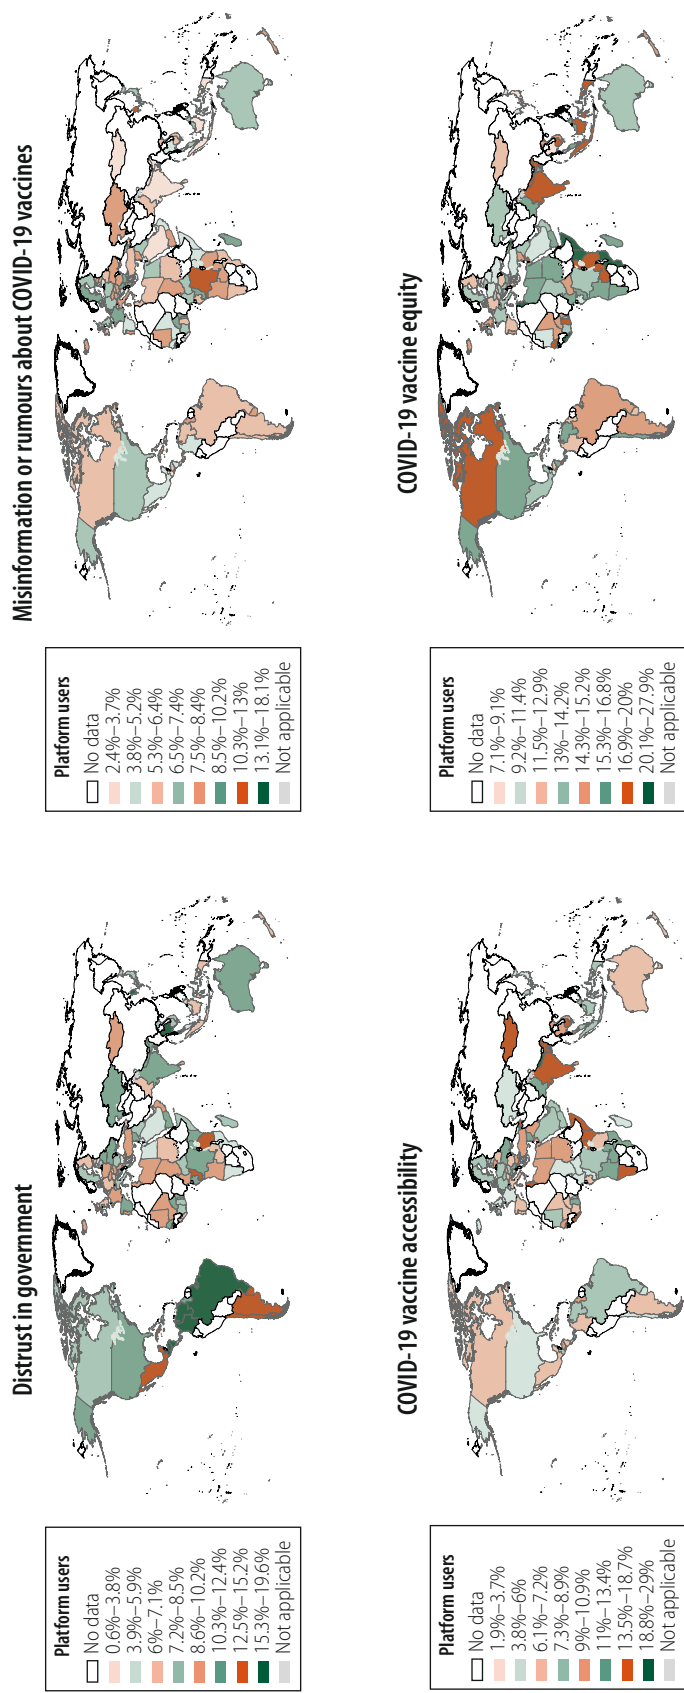 Distrust in government
Platform users
No data
0.6%–3.8%
3.9%–5.9%
6%–7.1%
7.2%–8.5%
8.6%–10.2%
10.3%–12.4%
12.5%–15.2%
15.3%–19.6%
Not applicable
Misinformation or rumours about COVID-19 vaccines
Platform users
No data
2.4%–3.7%
3.8%–5.2%
5.3%–6.4%
6.5%–7.4%
7.5%–8.4%
8.5%–10.2%
10.3%–13%
13.1%–18.1%
Not applicable
COVID-19 vaccine accessibility
Platform users
No data
1.9%–3.7%
3.8%–6%
6.1%–7.2%
7.3%–8.9%
9%–10.9%
11%–13.4%
13.5%–18.7%
18.8%–29%
Not applicable
COVID-19 vaccine equity
Platform users
No data
7.1%–9.1%
9.2%–11.4%
11.5%–12.9%
13%–14.2%
14.3%–15.2%
15.3%–16.8%
16.9%–20%
20.1%–27.9%
Not applicable